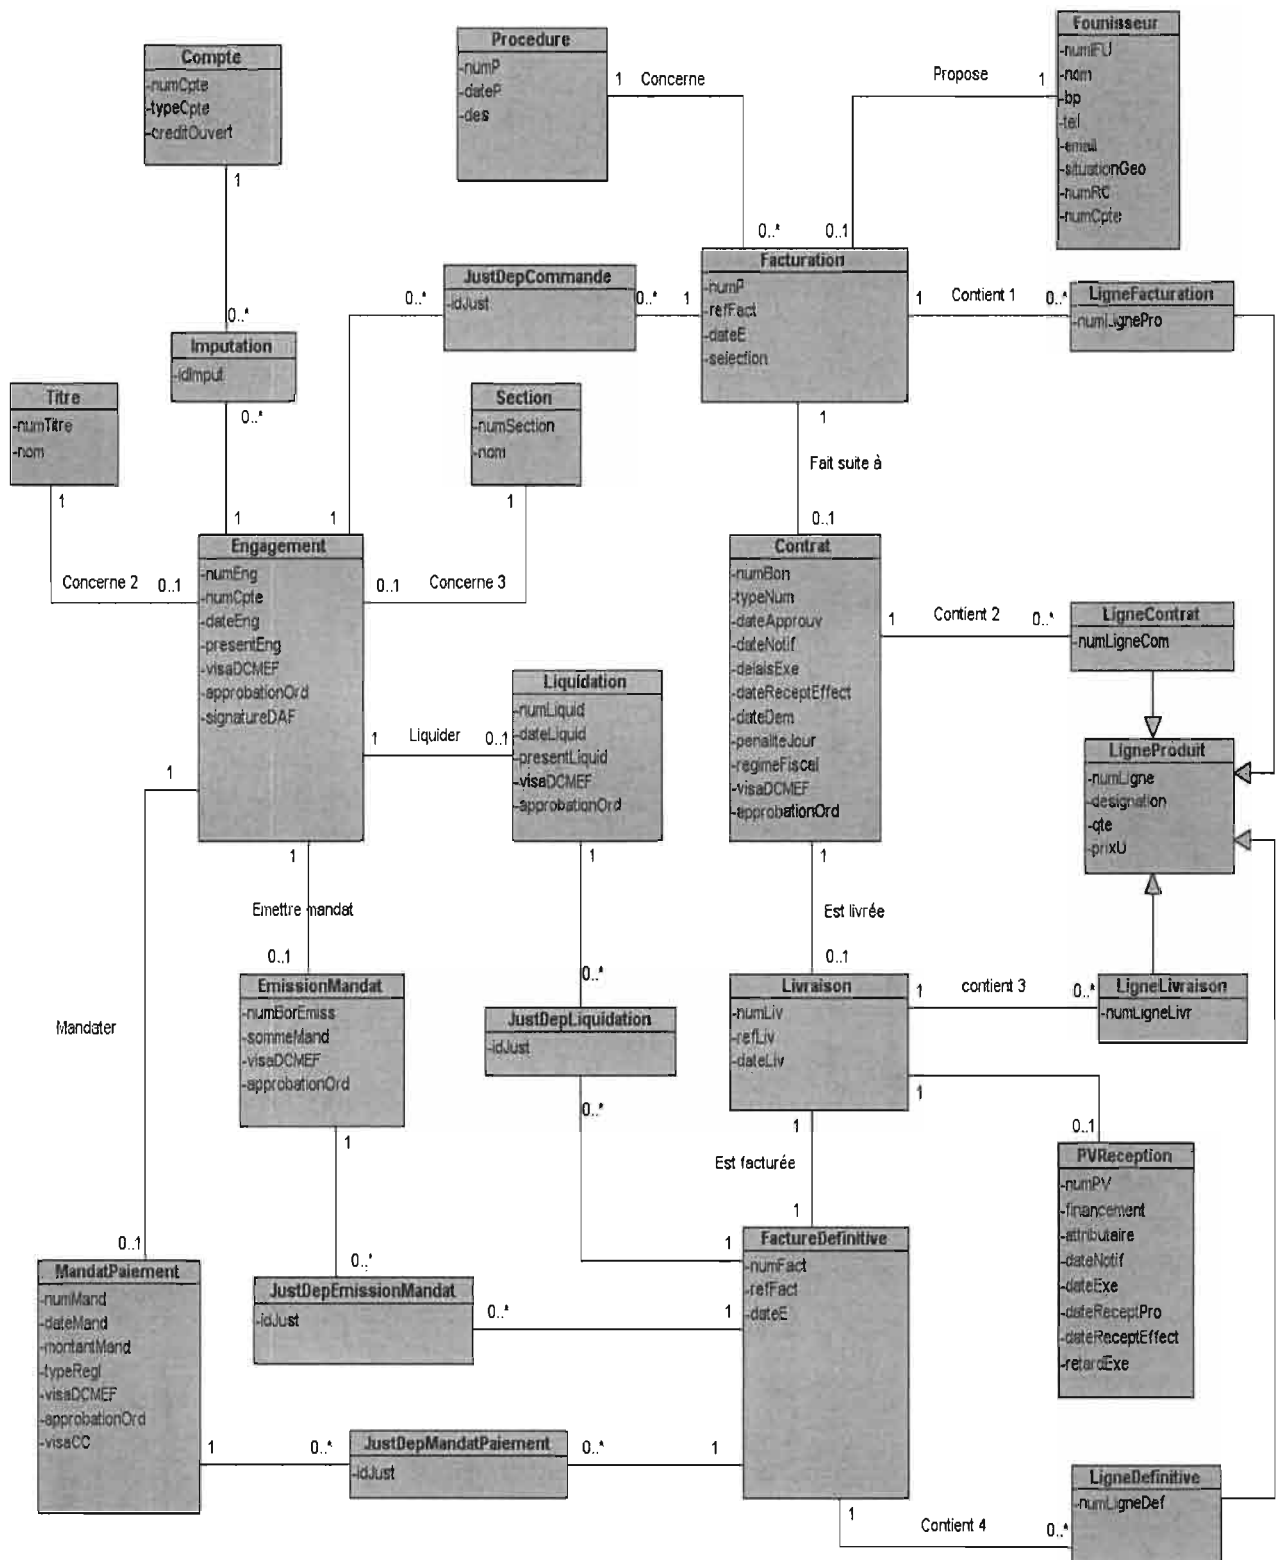 Compte
-numCpte
-typeCpte
-creditOuvert
1
0..*
Procedure
-numP
-dateP
-des
1
Concerne
0..*
Founisseur
-numIFU
-nom
-bp
-tel
-email
-situationGeo
-numRC
-numCpte
Propose
1
0..1
Facturation
-numP
-refFact
-dateE
-selection
JustDepCommande
-idJust
0..*
0..*
1
1
Contient 1
0..*
LigneFacturation
-numLignePro
Imputation
-idImput
0..*
1
Titre
-numTitre
-nom
1
Concerne 2
0..1
Section
-numSection
-nom
1
0..1
Concerne 3
1
1
Fait suite à
0..1
Engagement
-numEng
-numCpte
-dateEng
-presentEng
-visaDCMEF
-approbationOrd
-signatureDAF
Contrat
-numBon
-typeNum
-dateApprouv
-dateNotif
-delaisExe
-dateReceptEffect
-dateDem
-penaliteJour
-regimeFiscal
-visaDCMEF
-approbationOrd
1
Contient 2
0..*
LigneContrat
-numLigneCom
Liquidation
-numLiquid
-dateLiquid
-presentLiquid
-visaDCMEF
-approbationOrd
1
Liquider
0..1
LigneProduit
-numLigne
-designation
-qte
-prixU
1
1
Emettre mandat
0..1
1
0..*
1
Est livrée
0..1
EmissionMandat
-numBorEmiss
-sommeMand
-visaDCMEF
-approbationOrd
Mandater
JustDepLiquidation
-idJust
0..*
Livraison
-numLiv
-refLiv
-dateLiv
1
contient 3
0..*
LigneLivraison
-numLigneLivr
1
0..1
1
1
Est facturée
1
PVReception
-numPV
-financement
-attributaire
-dateNotif
-dateExe
-dateReceptPro
-dateReceptEffect
-retardExe
0..1
MandatPaiement
-numMand
-dateMand
-montantMand
-typeRegl
-visaDCMEF
-approbationOrd
-visaCC
0..*
JustDepEmissionMandat
-idJust
0..*
1
1
FactureDefinitive
-numFact
-refFact
-dateE
1
0..*
JustDepMandatPaiement
-idJust
0..*
1
1
Contient 4
0..*
LigneDefinitive
-numLigneDef